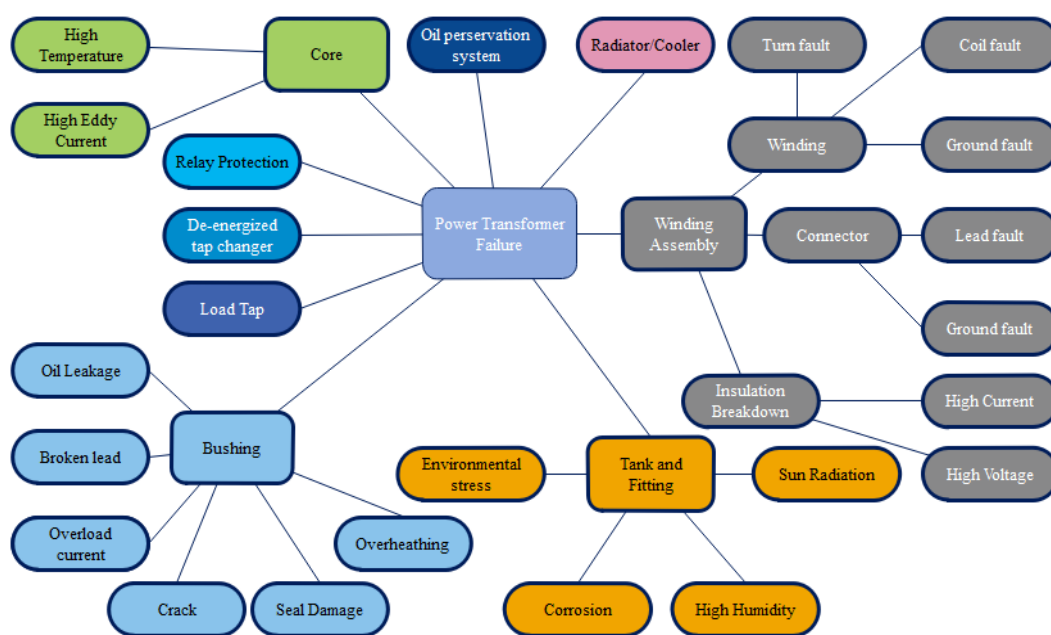 High
Temperature
Core
Oil perservation
system
Radiator/Cooler
Turn fault
Coil fault
High Eddy
Current
Winding
Ground fault
Relay Protection
De-energized
tap changer
Power Transformer
Failure
Winding
Assembly
Connector
Lead fault
Load Tap
Ground fault
Oil Leakage
Insulation
Breakdown
High Current
Broken lead
Bushing
Environmental
stress
Tank and
Fitting
Sun Radiation
High Voltage
Overload
current
Overheathing
Crack
Seal Damage
Corrosion
High Humidity